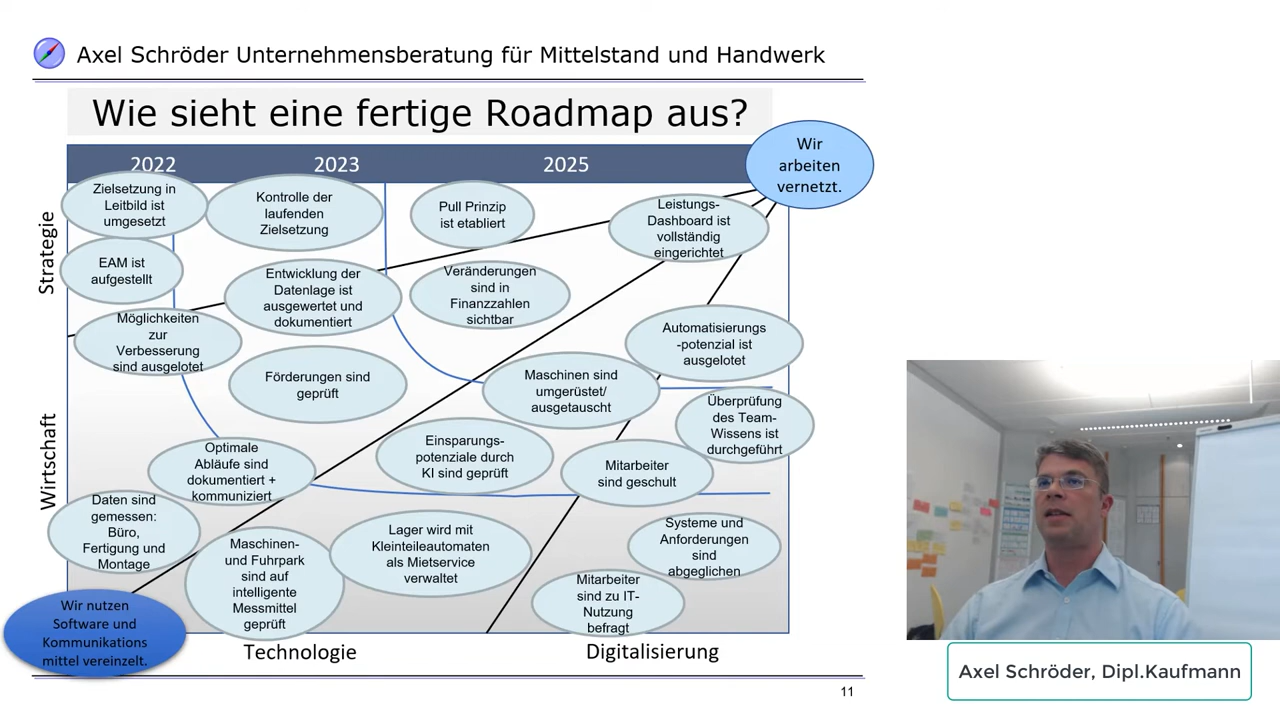 Axel Schröder Unternehmensberatung für Mittelstand und Handwerk
Wie sieht eine fertige Roadmap aus?
2022
2023
2025
Wir
arbeiten
vernetzt.
Strategie
Wirtschaft
Zielsetzung in
Leitbild ist
umgesetzt
Kontrolle der
laufenden
Zielsetzung
Pull Prinzip
ist etabliert
Leistungs-
Dashboard ist
vollständig
eingerichtet
EAM ist
aufgestellt
Entwicklung der
Datenlage ist
ausgewertet und
dokumentiert
Veränderungen
sind in
Finanzzahlen
sichtbar
Möglichkeiten
zur
Verbesserung
sind ausgelotet
Automatisierungs
-potenzial ist
ausgelotet
Förderungen sind
geprüft
Maschinen sind
umgerüstet/
ausgetauscht
Überprüfung
des Team-
Wissens ist
durchgeführt
Optimale
Abläufe sind
dokumentiert +
kommuniziert
Einsparungs-
potenziale durch
KI sind geprüft
Mitarbeiter
sind geschult
Daten sind
gemessen:
Büro,
Fertigung und
Montage
Maschinen-
und Fuhrpark
sind auf
intelligente
Messmittel
geprüft
Lager wird mit
Kleinteileautomaten
als Mietservice
verwaltet
Systeme und
Anforderungen
sind
abgeglichen
Mitarbeiter
sind zu IT-
Nutzung
befragt
Wir nutzen
Software und
Kommunikations
mittel vereinzelt.
Technologie
Digitalisierung
11
Axel Schröder, Dipl.Kaufmann